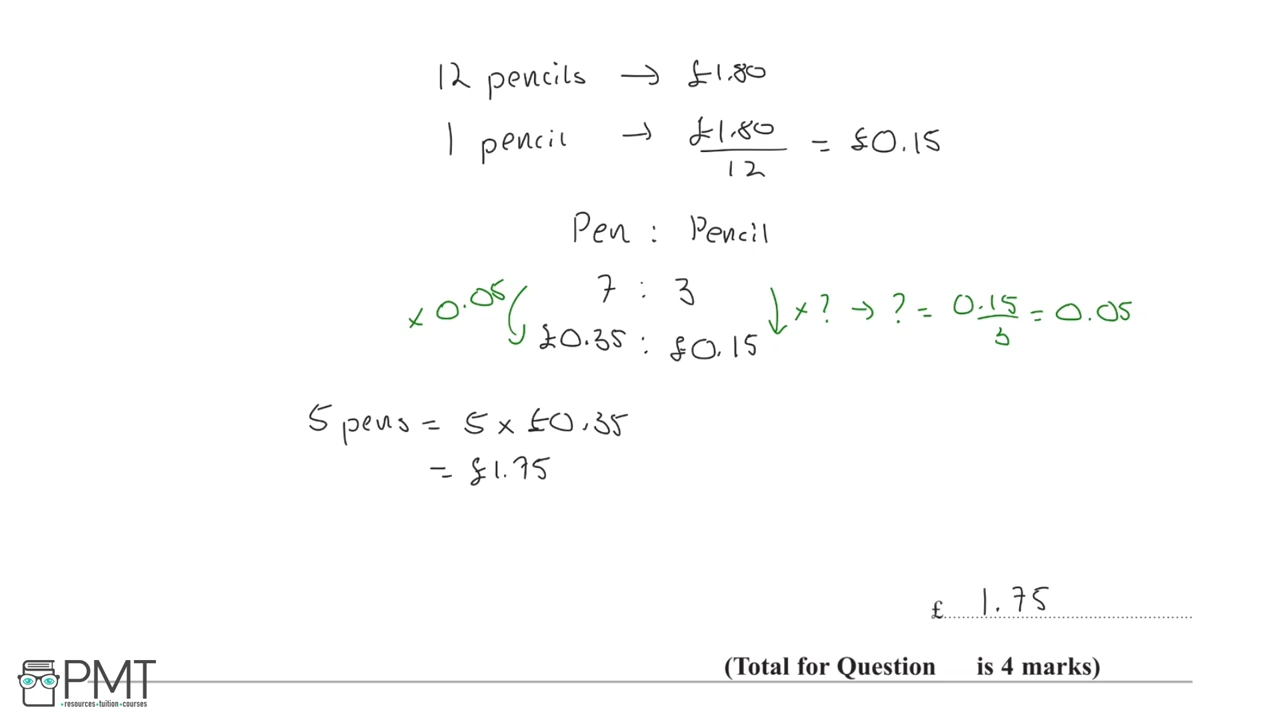 12 pencils → £1.80
1 pencil → £1.80/12 = £0.15
Pen : Pencil
7 : 3
×0.05 ×? → ? = 0.15/3 = 0.05
£0.35 : £0.15
5 pens = 5 × £0.35
= £1.75
£ 1.75
(Total for Question is 4 marks)
PMT
•resources•tuition•courses